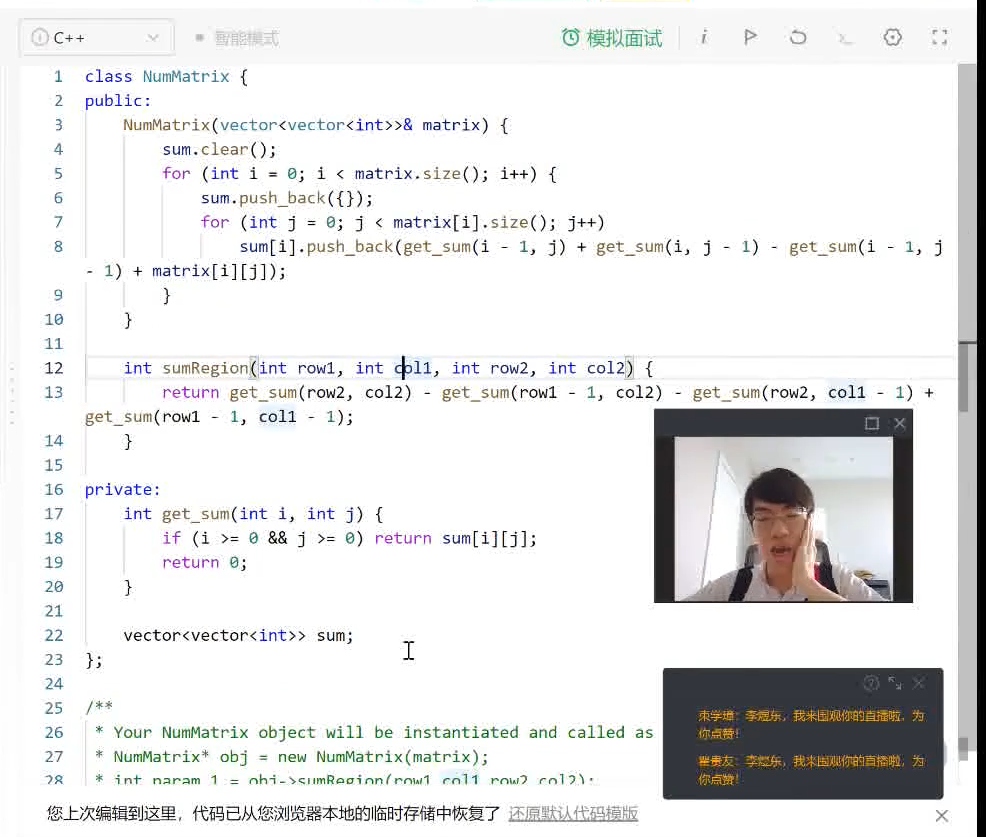 C++
智能模式
模拟面试
1 class NumMatrix {
2 public:
3 NumMatrix(vector<vector<int>>& matrix) {
4 sum.clear();
5 for (int i = 0; i < matrix.size(); i++) {
6 sum.push_back({});
7 for (int j = 0; j < matrix[i].size(); j++)
8 sum[i].push_back(get_sum(i - 1, j) + get_sum(i, j - 1) - get_sum(i - 1, j
- 1) + matrix[i][j]);
9 }
10 }
11
12 int sumRegion(int row1, int col1, int row2, int col2) {
13 return get_sum(row2, col2) - get_sum(row1 - 1, col2) - get_sum(row2, col1 - 1) +
get_sum(row1 - 1, col1 - 1);
14 }
15
16 private:
17 int get_sum(int i, int j) {
18 if (i >= 0 && j >= 0) return sum[i][j];
19 return 0;
20 }
21
22 vector<vector<int>> sum;
23 };
24
25 /**
26 * Your NumMatrix object will be instantiated and called as
27 * NumMatrix* obj = new NumMatrix(matrix);
28 * int param_1 = obj->sumRegion(row1,col1,row2,col2);
束学璋：李煜东，我来围观你的直播啦，为
你点赞！
瞿贵友：李煜东，我来围观你的直播啦，为
你点赞！
您上次编辑到这里，代码已从您浏览器本地的临时存储中恢复了 还原默认代码模版